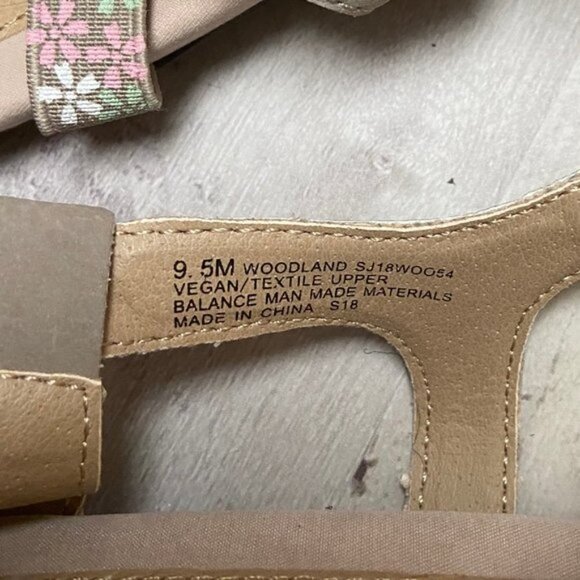 9.5M WOODLAND SJ18WOO54
VEGAN/TEXTILE UPPER
BALANCE MAN MADE MATERIALS
MADE IN CHINA S18